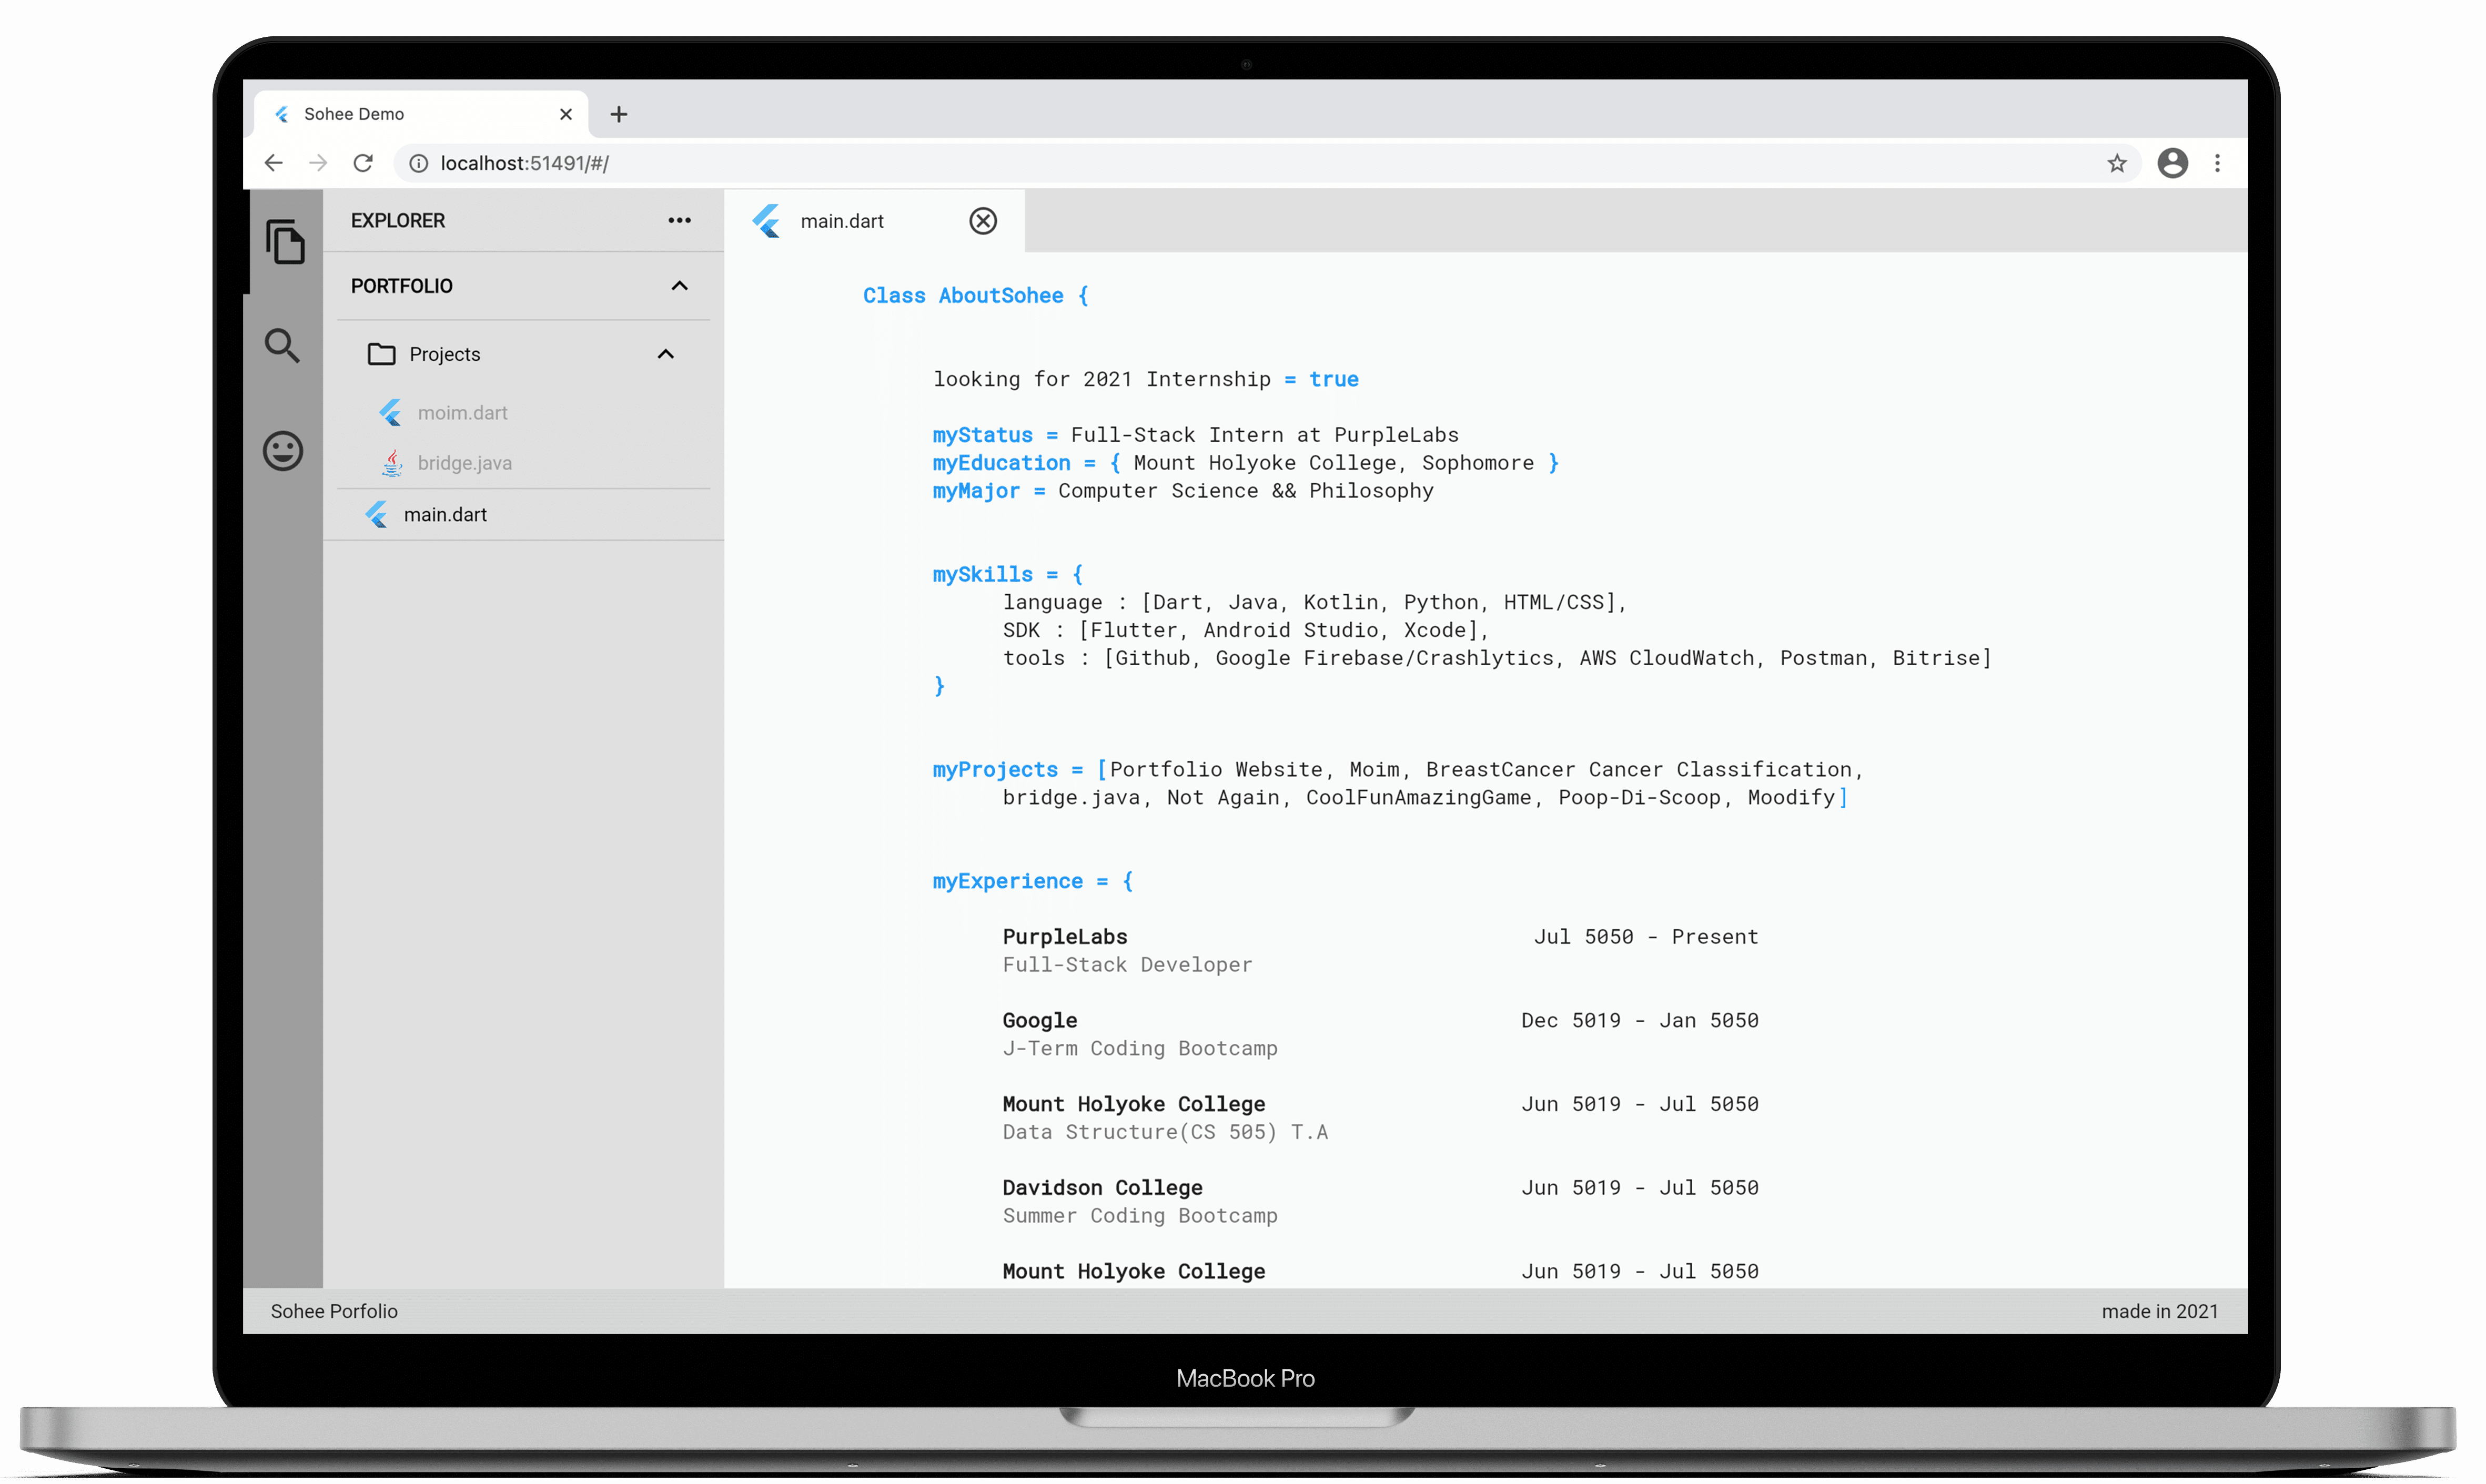 Sohee Demo
localhost:51491/#/
EXPLORER
main.dart
PORTFOLIO
Projects
moim.dart
bridge.java
main.dart
Class AboutSohee {
looking for 2021 Internship = true
myStatus = Full-Stack Intern at PurpleLabs
myEducation = { Mount Holyoke College, Sophomore }
myMajor = Computer Science && Philosophy
mySkills = {
language : [Dart, Java, Kotlin, Python, HTML/CSS],
SDK : [Flutter, Android Studio, Xcode],
tools : [Github, Google Firebase/Crashlytics, AWS CloudWatch, Postman, Bitrise]
}
myProjects = [Portfolio Website, Moim, BreastCancer Cancer Classification,
bridge.java, Not Again, CoolFunAmazingGame, Poop-Di-Scoop, Moodify]
myExperience = {
PurpleLabs Jul 5050 - Present
Full-Stack Developer
Google Dec 5019 - Jan 5050
J-Term Coding Bootcamp
Mount Holyoke College Jun 5019 - Jul 5050
Data Structure(CS 505) T.A
Davidson College Jun 5019 - Jul 5050
Summer Coding Bootcamp
Mount Holyoke College Jun 5019 - Jul 5050
Sohee Porfolio
made in 2021
MacBook Pro